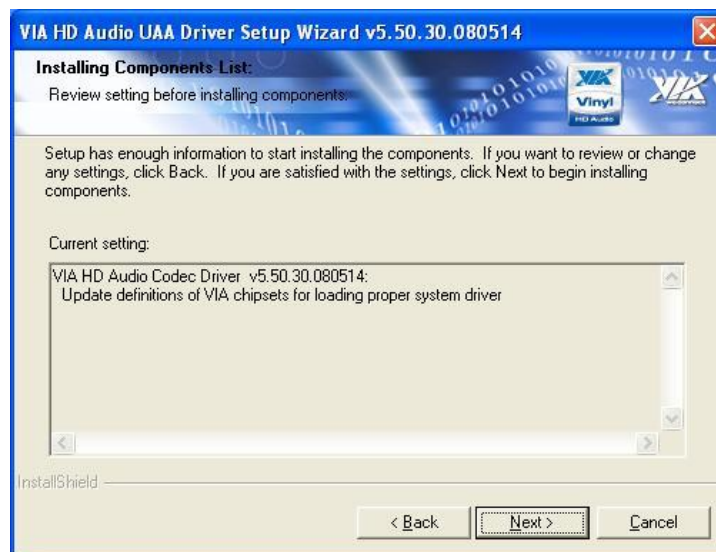 VIA HD Audio UAA Driver Setup Wizard v5.50.30.080514
Installing Components List:
Review setting before installing components.
VIA
Vinyl
HD Audio
VIA
Setup has enough information to start installing the components.  If you want to review or change
any settings, click Back.  If you are satisfied with the settings, click Next to begin installing
components.
Current setting:
VIA HD Audio Codec Driver  v5.50.30.080514:
Update definitions of VIA chipsets for loading proper system driver
InstallShield
< Back
Next >
Cancel